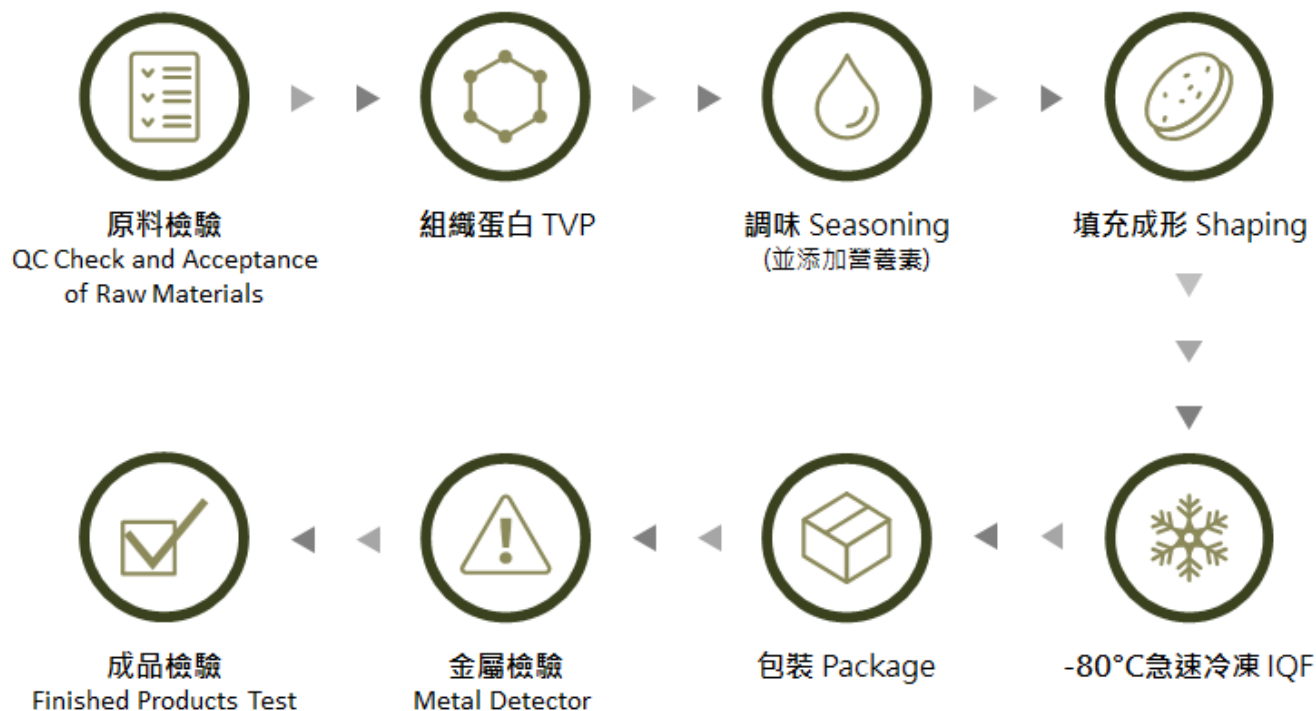 原料檢驗
QC Check and Acceptance
of Raw Materials
組織蛋白 TVP
調味 Seasoning
(並添加營養素)
填充成形 Shaping
-80°C急速冷凍 IQF
包裝 Package
金屬檢驗
Metal Detector
成品檢驗
Finished Products Test